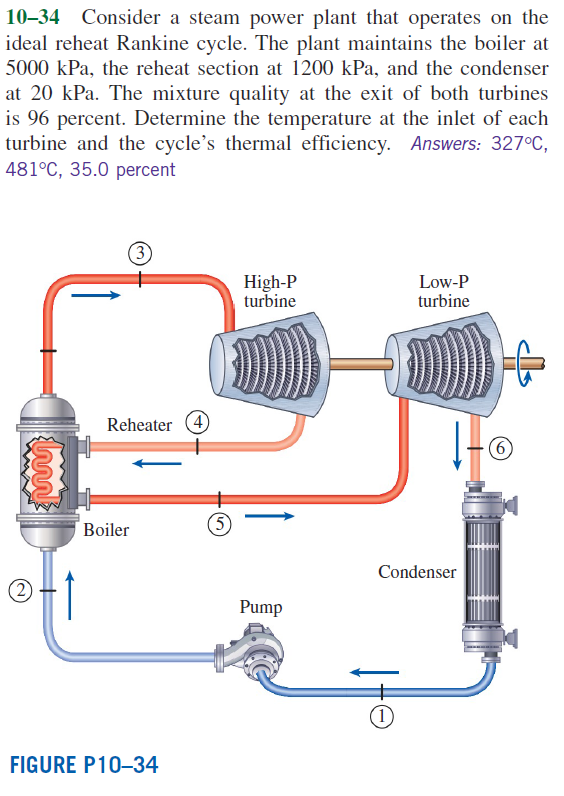 10–34 Consider a steam power plant that operates on the
ideal reheat Rankine cycle. The plant maintains the boiler at
5000 kPa, the reheat section at 1200 kPa, and the condenser
at 20 kPa. The mixture quality at the exit of both turbines
is 96 percent. Determine the temperature at the inlet of each
turbine and the cycle's thermal efficiency. Answers: 327°C,
481°C, 35.0 percent
3
High-P
turbine
Low-P
turbine
Reheater
4
6
5
Boiler
2
Condenser
Pump
1
FIGURE P10–34